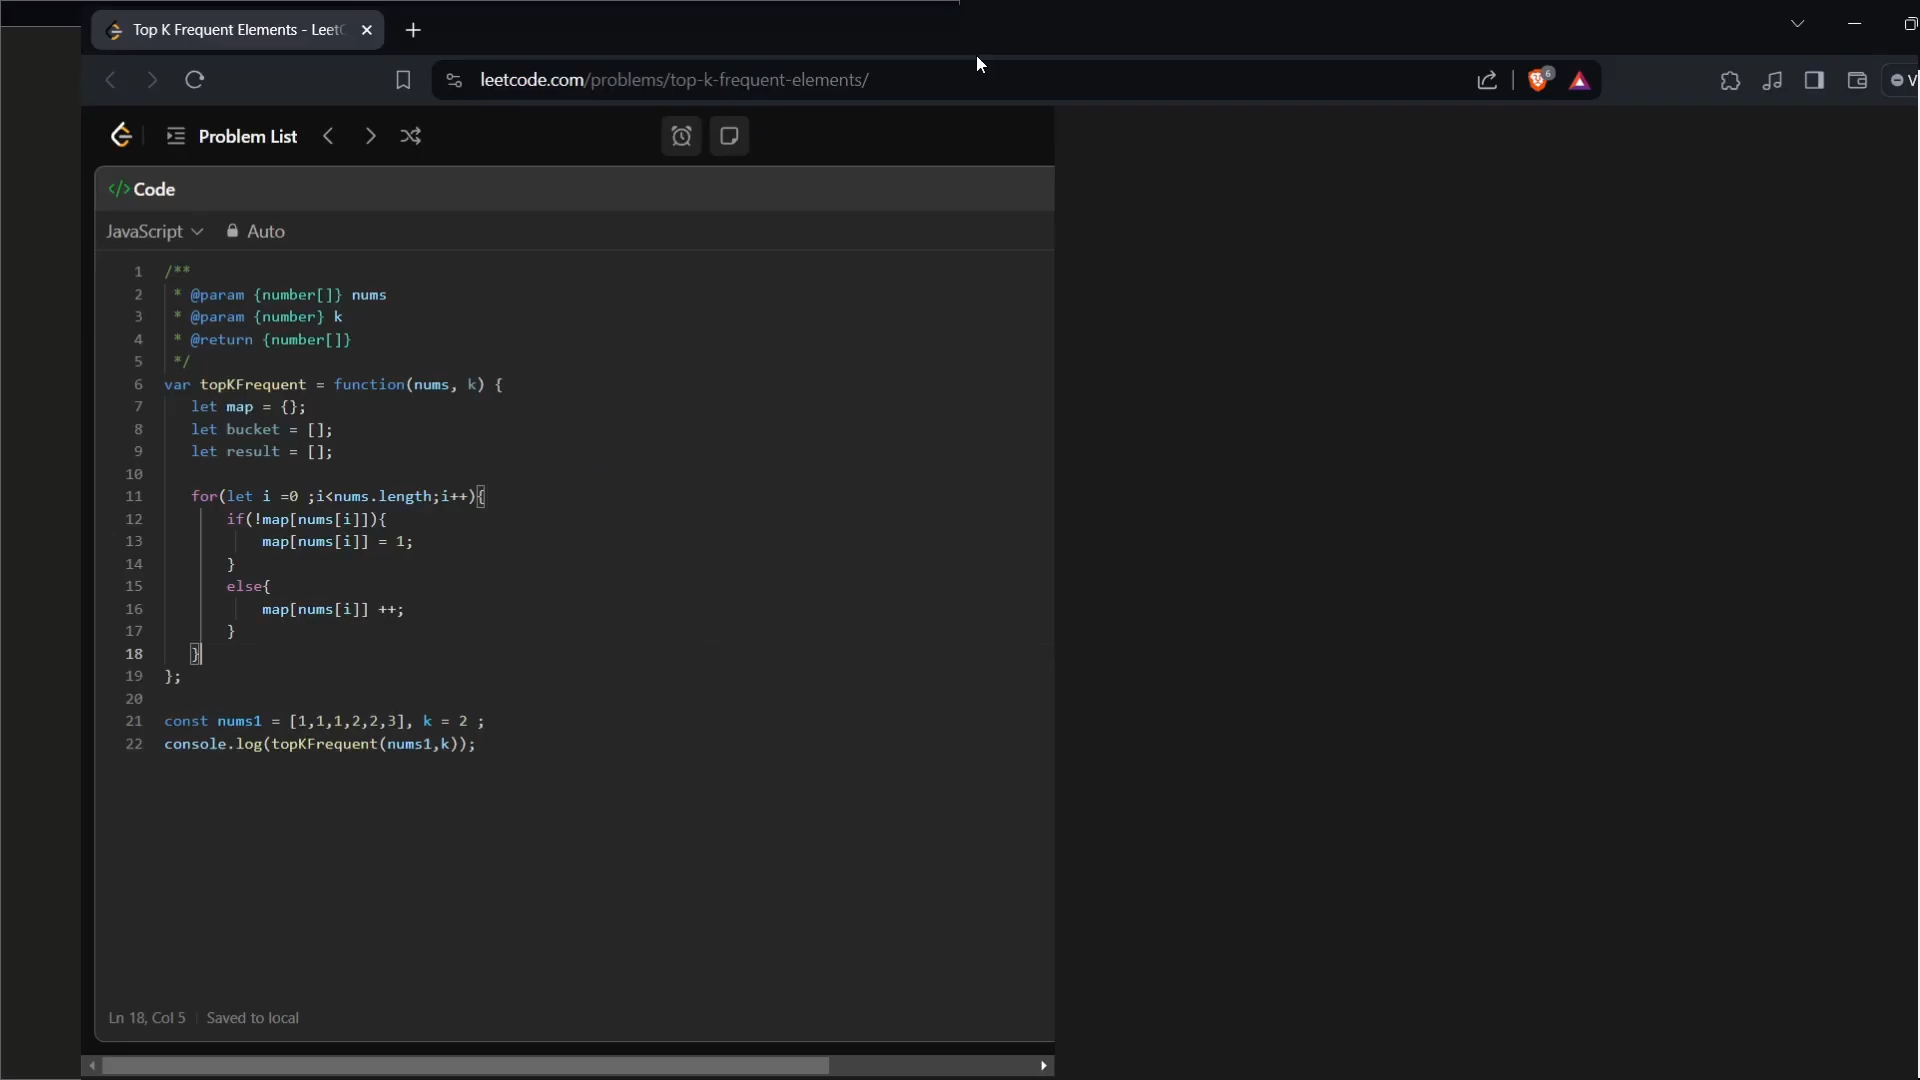 Top K Frequent Elements - Leet
leetcode.com/problems/top-k-frequent-elements/
6
V
Problem List
</> Code
JavaScript
Auto
1 /**
2 * @param {number[]} nums
3 * @param {number} k
4 * @return {number[]}
5 */
6 var topKFrequent = function(nums, k) {
7 let map = {};
8 let bucket = [];
9 let result = [];
10
11 for(let i =0 ;i<nums.length;i++){
12 if(!map[nums[i]]){
13 map[nums[i]] = 1;
14 }
15 else{
16 map[nums[i]] ++;
17 }
18 }
19 };
20
21 const nums1 = [1,1,1,2,2,3], k = 2 ;
22 console.log(topKFrequent(nums1,k));
Ln 18, Col 5
Saved to local